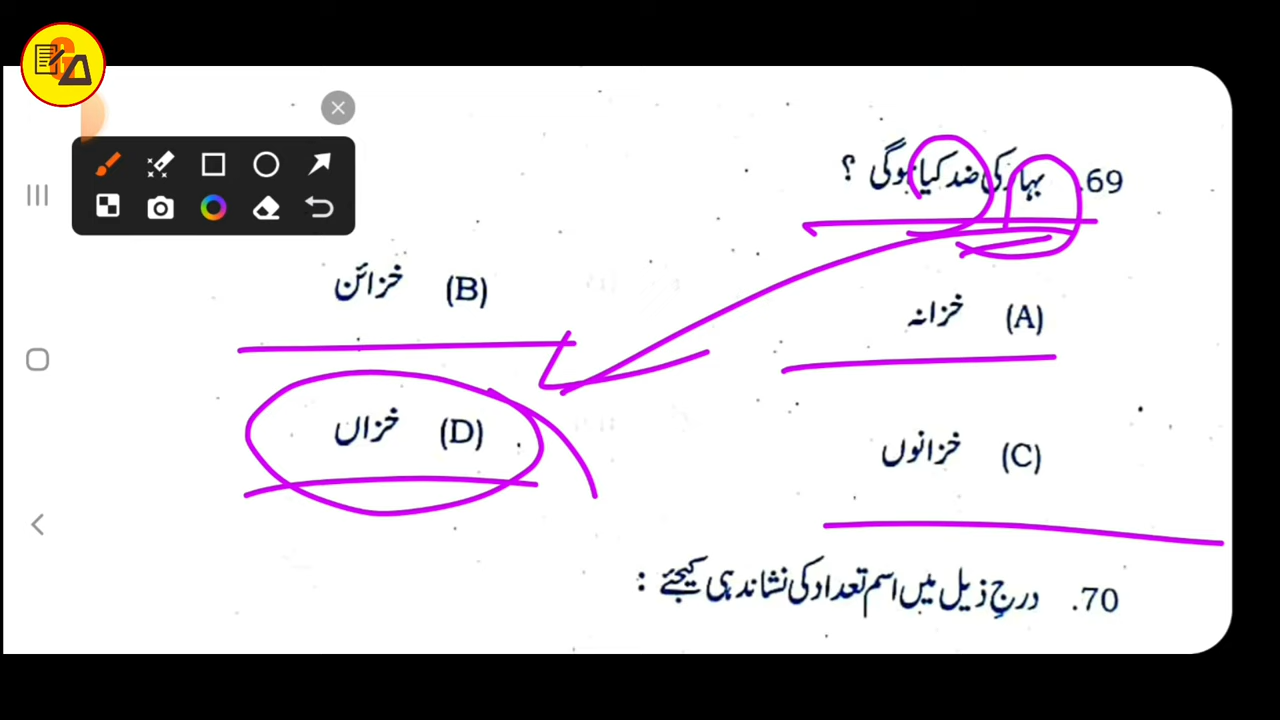 69. بہار کی ضد کیا ہوگی ؟
(A) خزانہ (B) خزائن
(C) خزانوں (D) خزاں
70. درجِ ذیل میں اسم تعداد کی نشاندہی کیجئے :